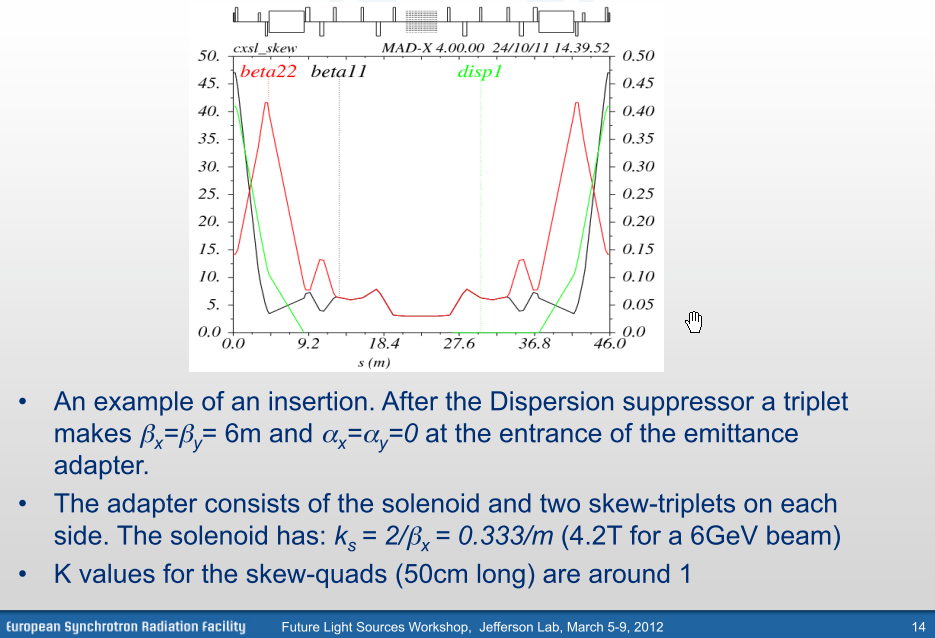 cxsl_skew MAD-X 4.00.00 24/10/11 14.39.52
50. 0.50
beta22 beta11 disp1
45. 0.45
40. 0.40
35. 0.35
30. 0.30
25. 0.25
20. 0.20
15. 0.15
10. 0.10
5. 0.05
0.0 0.0
0.0 9.2 18.4 27.6 36.8 46.0
s (m)
• An example of an insertion. After the Dispersion suppressor a triplet
makes βx=βy= 6m and αx=αy=0 at the entrance of the emittance
adapter.
• The adapter consists of the solenoid and two skew-triplets on each
side. The solenoid has: ks = 2/βx = 0.333/m (4.2T for a 6GeV beam)
• K values for the skew-quads (50cm long) are around 1
European Synchrotron Radiation Facility Future Light Sources Workshop, Jefferson Lab, March 5-9, 2012 14